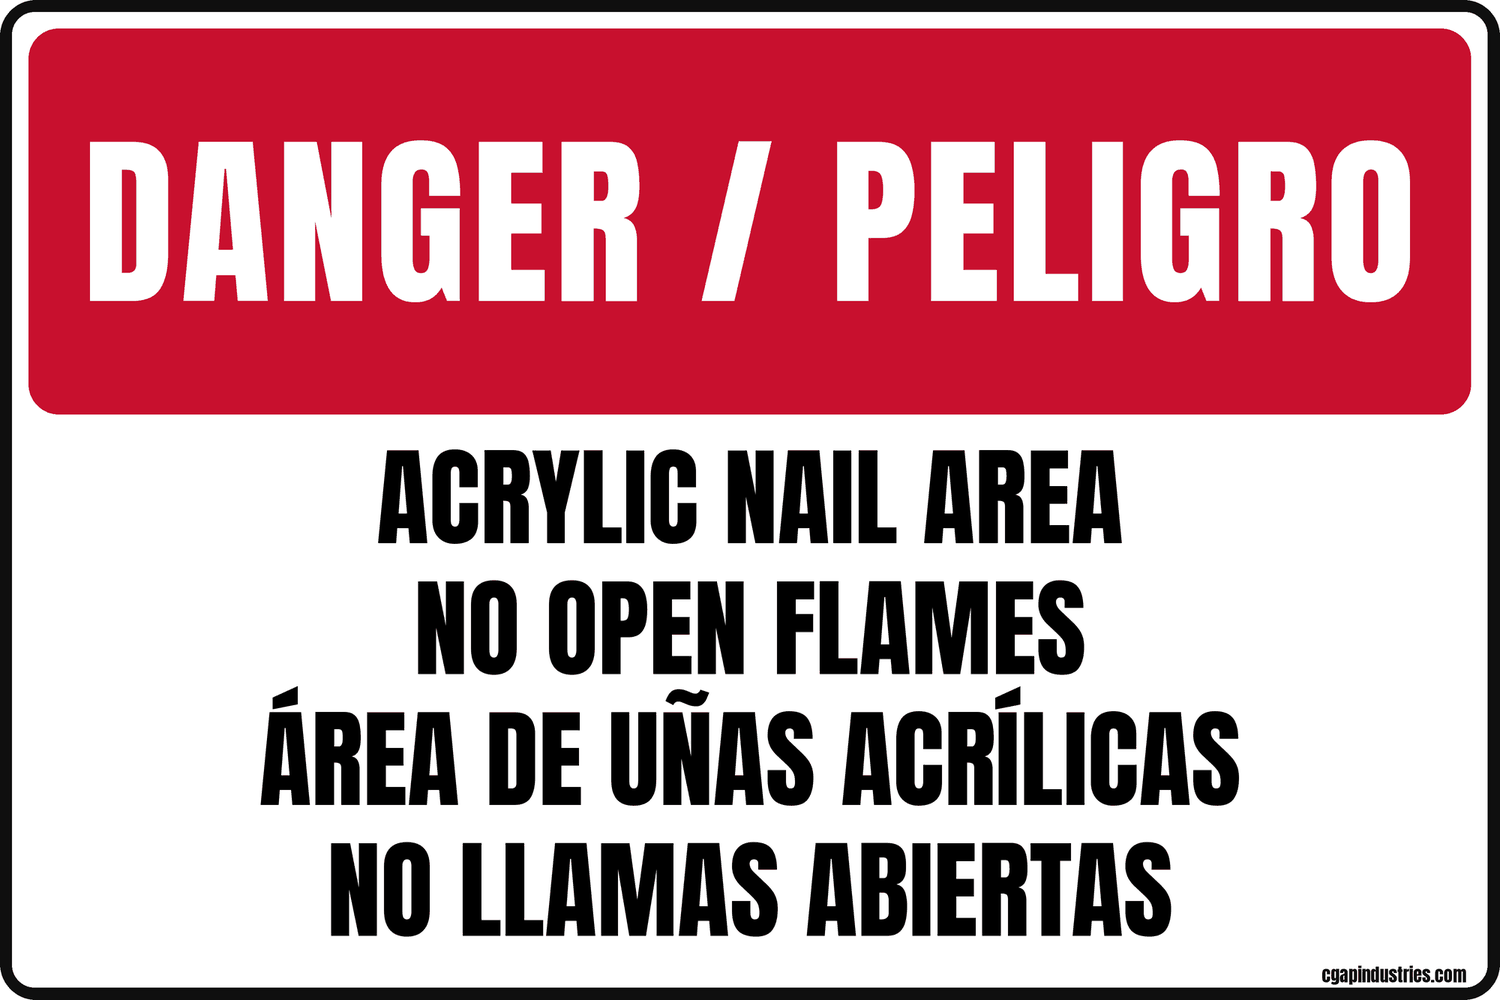 DANGER / PELIGRO
ACRYLIC NAIL AREA
NO OPEN FLAMES
ÁREA DE UÑAS ACRÍLICAS
NO LLAMAS ABIERTAS
cgapindustries.com